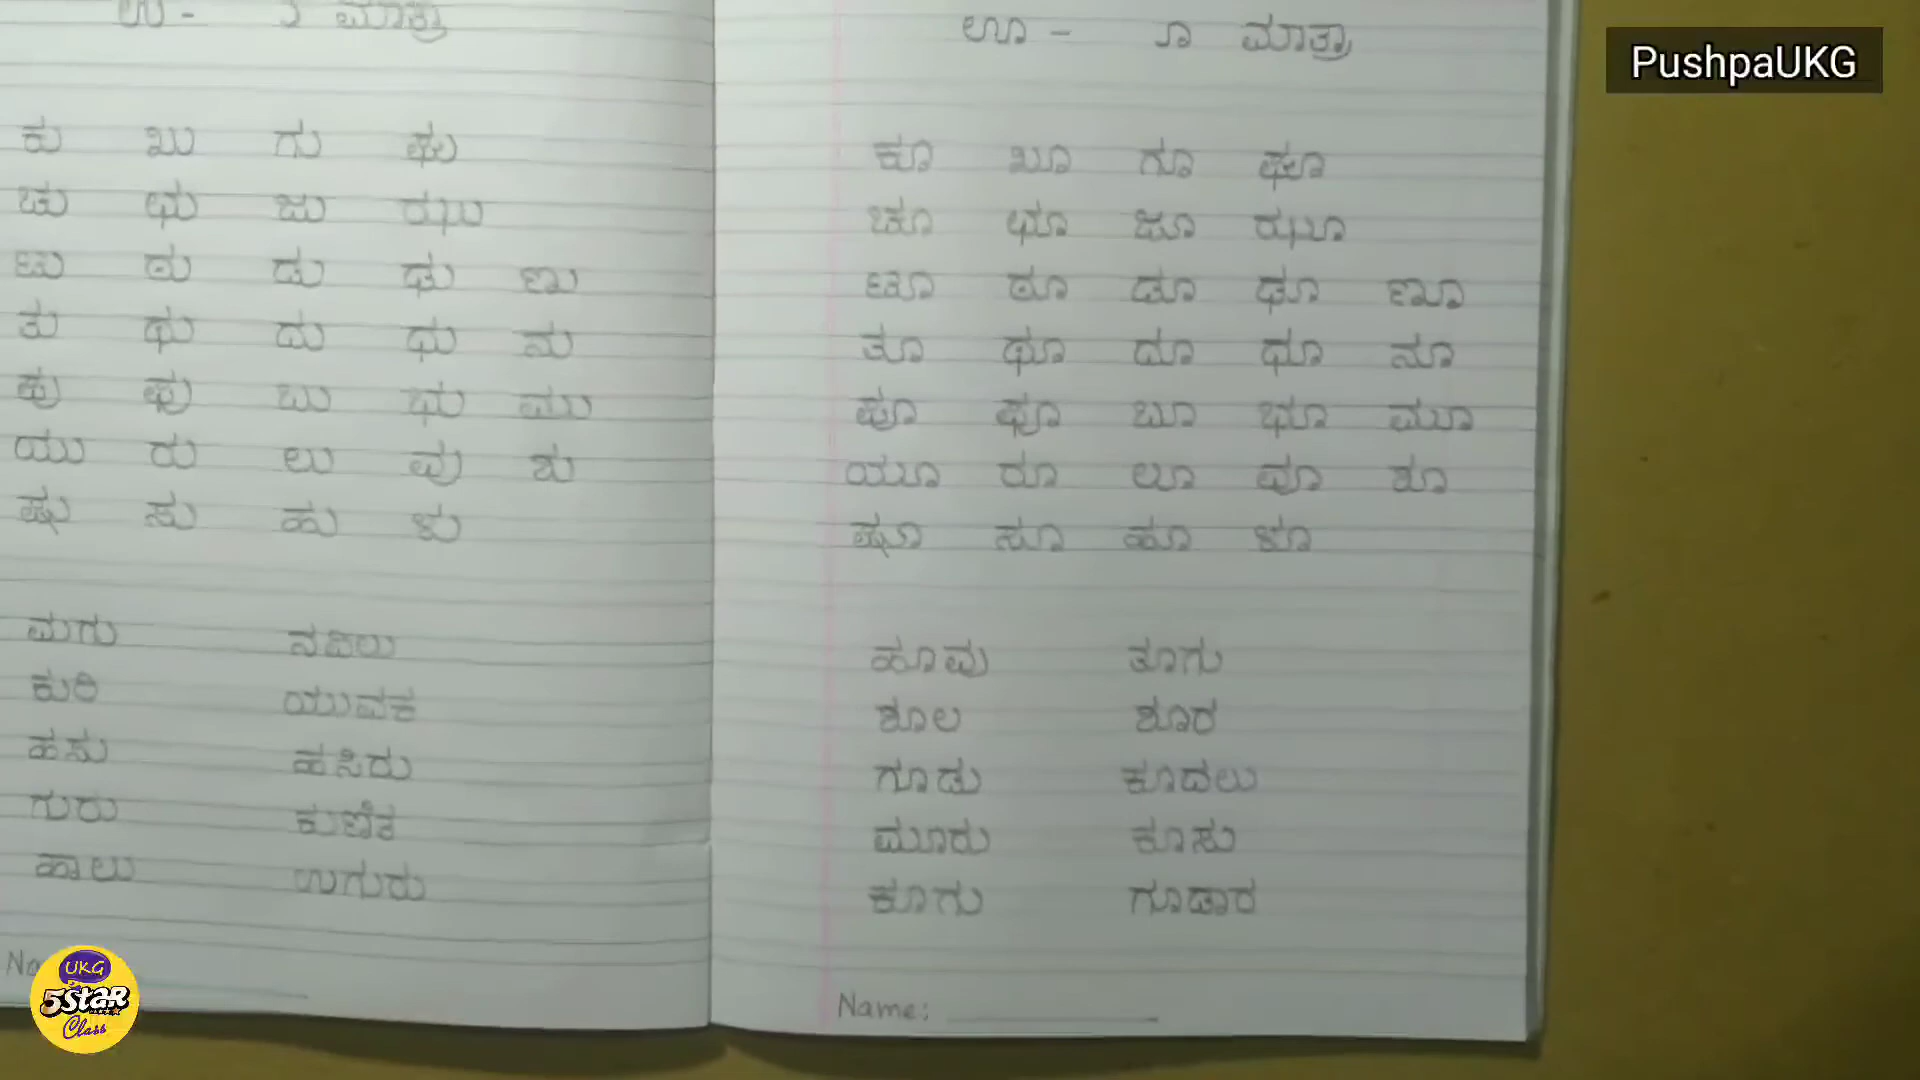 ಉ - ು ಮಾತ್ರಾ
ಕು ಖು ಗು ಘು
ಚು ಛು ಜು ಝು
ಟು ಠು ಡು ಢು ಣು
ತು ಥು ದು ಧು ನು
ಪು ಫು ಬು ಭು ಮು
ಯು ರು ಲು ವು ಶು
ಷು ಸು ಹು ಳು
ಮಗು ನವಿಲು
ಕುರಿ ಯುವಕ
ಹಸು ಹಸಿರು
ಗುರು ಕುಣಿತ
ಹಾಲು ಉಗುರು
ಊ - ೂ ಮಾತ್ರಾ
ಕೂ ಖೂ ಗೂ ಘೂ
ಚೂ ಛೂ ಜೂ ಝೂ
ಟೂ ಠೂ ಡೂ ಢೂ ಣೂ
ತೂ ಥೂ ದೂ ಧೂ ನೂ
ಪೂ ಫೂ ಬೂ ಭೂ ಮೂ
ಯೂ ರೂ ಲೂ ವೂ ಶೂ
ಷೂ ಸೂ ಹೂ ಳೂ
ಹೂವು ತೂಗು
ಶೂಲ ಶೂರ
ಗೂಡು ಕೂದಲು
ಮೂರು ಕೂಸು
ಕೂಗು ಗೂಡಾರ
Name:
PushpaUKG
UKG
5StaR
Class